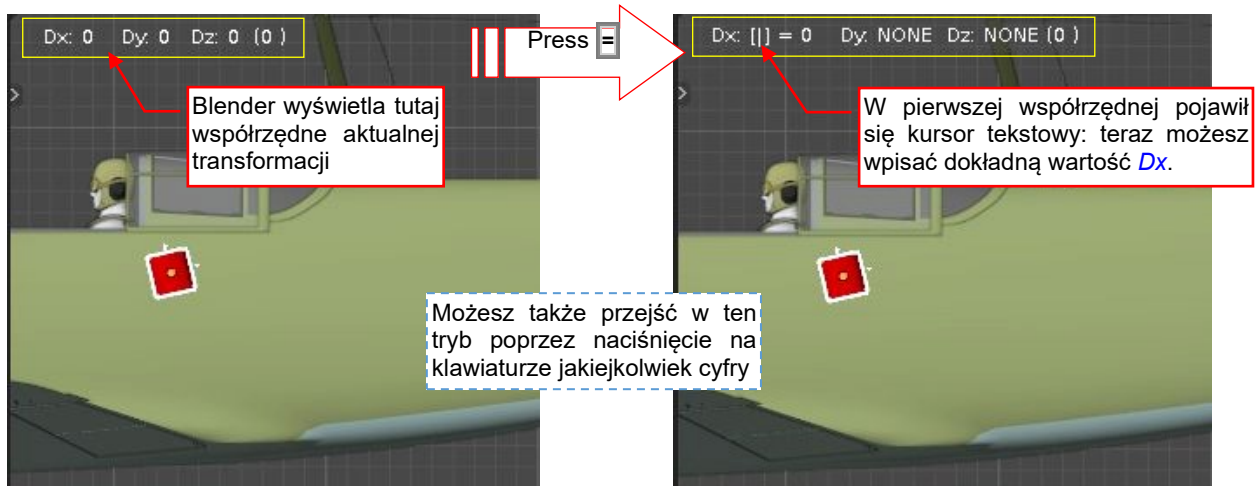 Dx: 0 Dy: 0 Dz: 0 (0 )
Press =
Dx: [|] = 0 Dy: NONE Dz: NONE (0 )
Blender wyświetla tutaj
współrzędne aktualnej
transformacji
W pierwszej współrzędnej pojawił
się kursor tekstowy: teraz możesz
wpisać dokładną wartość Dx.
Możesz także przejść w ten
tryb poprzez naciśnięcie na
klawiaturze jakiejkolwiek cyfry